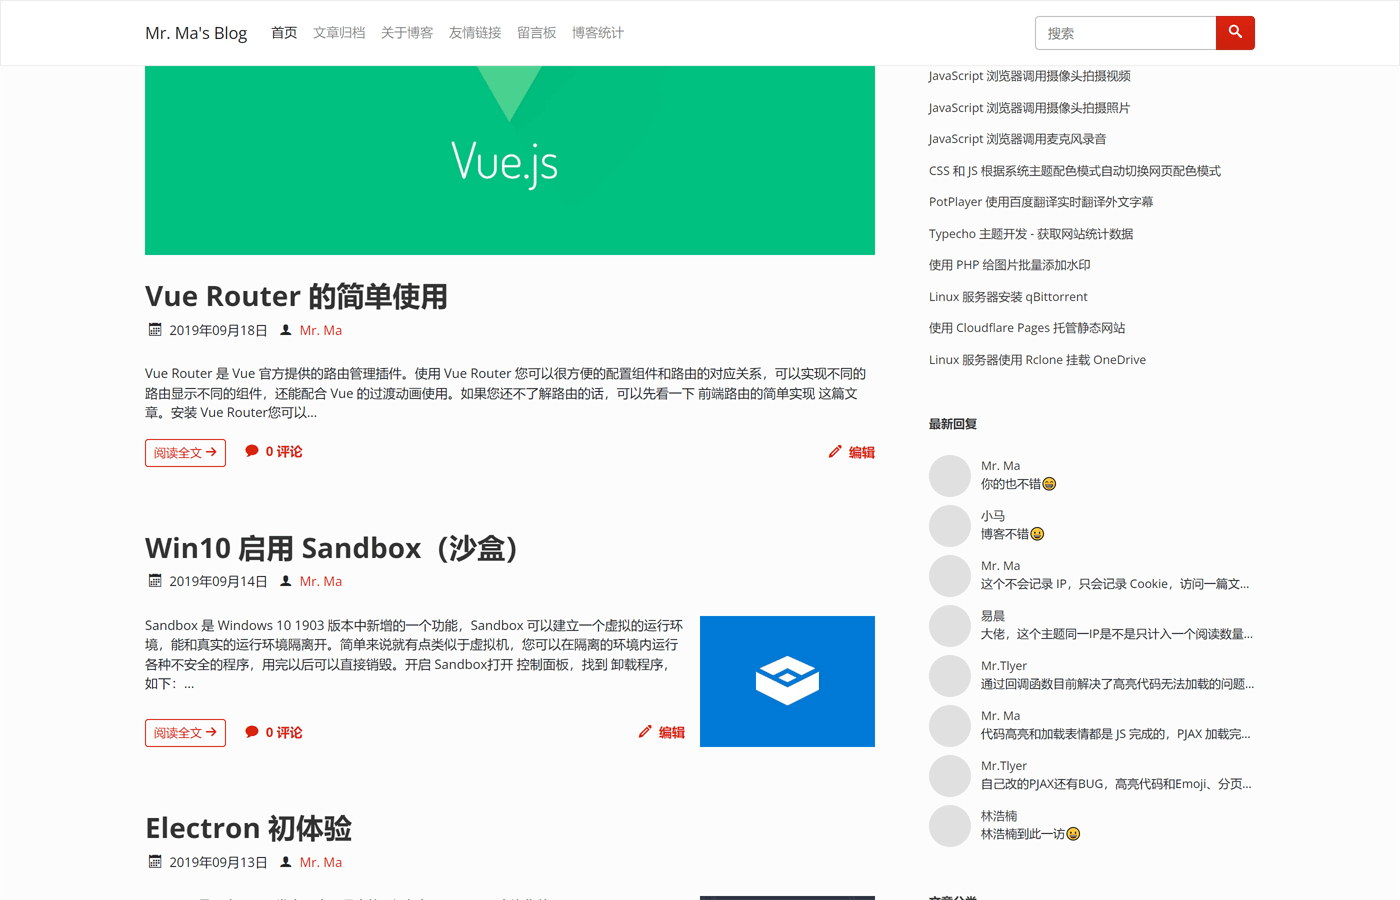 Mr. Ma's Blog 首页 文章归档 关于博客 友情链接 留言板 博客统计 搜索
Vue.js
Vue Router 的简单使用
2019年09月18日 Mr. Ma
Vue Router 是 Vue 官方提供的路由管理插件。使用 Vue Router 您可以很方便的配置组件和路由的对应关系，可以实现不同的
路由显示不同的组件，还能配合 Vue 的过渡动画使用。如果您还不了解路由的话，可以先看一下 前端路由的简单实现 这篇文
章。安装 Vue Router您可以...
阅读全文 0 评论 编辑
Win10 启用 Sandbox（沙盒）
2019年09月14日 Mr. Ma
Sandbox 是 Windows 10 1903 版本中新增的一个功能，Sandbox 可以建立一个虚拟的运行环
境，能和真实的运行环境隔离开。简单来说就有点类似于虚拟机，您可以在隔离的环境内运行
各种不安全的程序，用完以后可以直接销毁。开启 Sandbox打开 控制面板，找到 卸载程序，
如下：...
阅读全文 0 评论 编辑
Electron 初体验
2019年09月13日 Mr. Ma
JavaScript 浏览器调用摄像头拍摄视频
JavaScript 浏览器调用摄像头拍摄照片
JavaScript 浏览器调用麦克风录音
CSS 和 JS 根据系统主题配色模式自动切换网页配色模式
PotPlayer 使用百度翻译实时翻译外文字幕
Typecho 主题开发 - 获取网站统计数据
使用 PHP 给图片批量添加水印
Linux 服务器安装 qBittorrent
使用 Cloudflare Pages 托管静态网站
Linux 服务器使用 Rclone 挂载 OneDrive
最新回复
Mr. Ma
你的也不错😄
小马
博客不错😀
Mr. Ma
这个不会记录 IP，只会记录 Cookie，访问一篇文...
易晨
大佬，这个主题同一IP是不是只计入一个阅读数量...
Mr.Tlyer
通过回调函数目前解决了高亮代码无法加载的问题...
Mr. Ma
代码高亮和加载表情都是 JS 完成的，PJAX 加载完...
Mr.Tlyer
自己改的PJAX还有BUG，高亮代码和Emoji、分页...
林浩楠
林浩楠到此一访😀